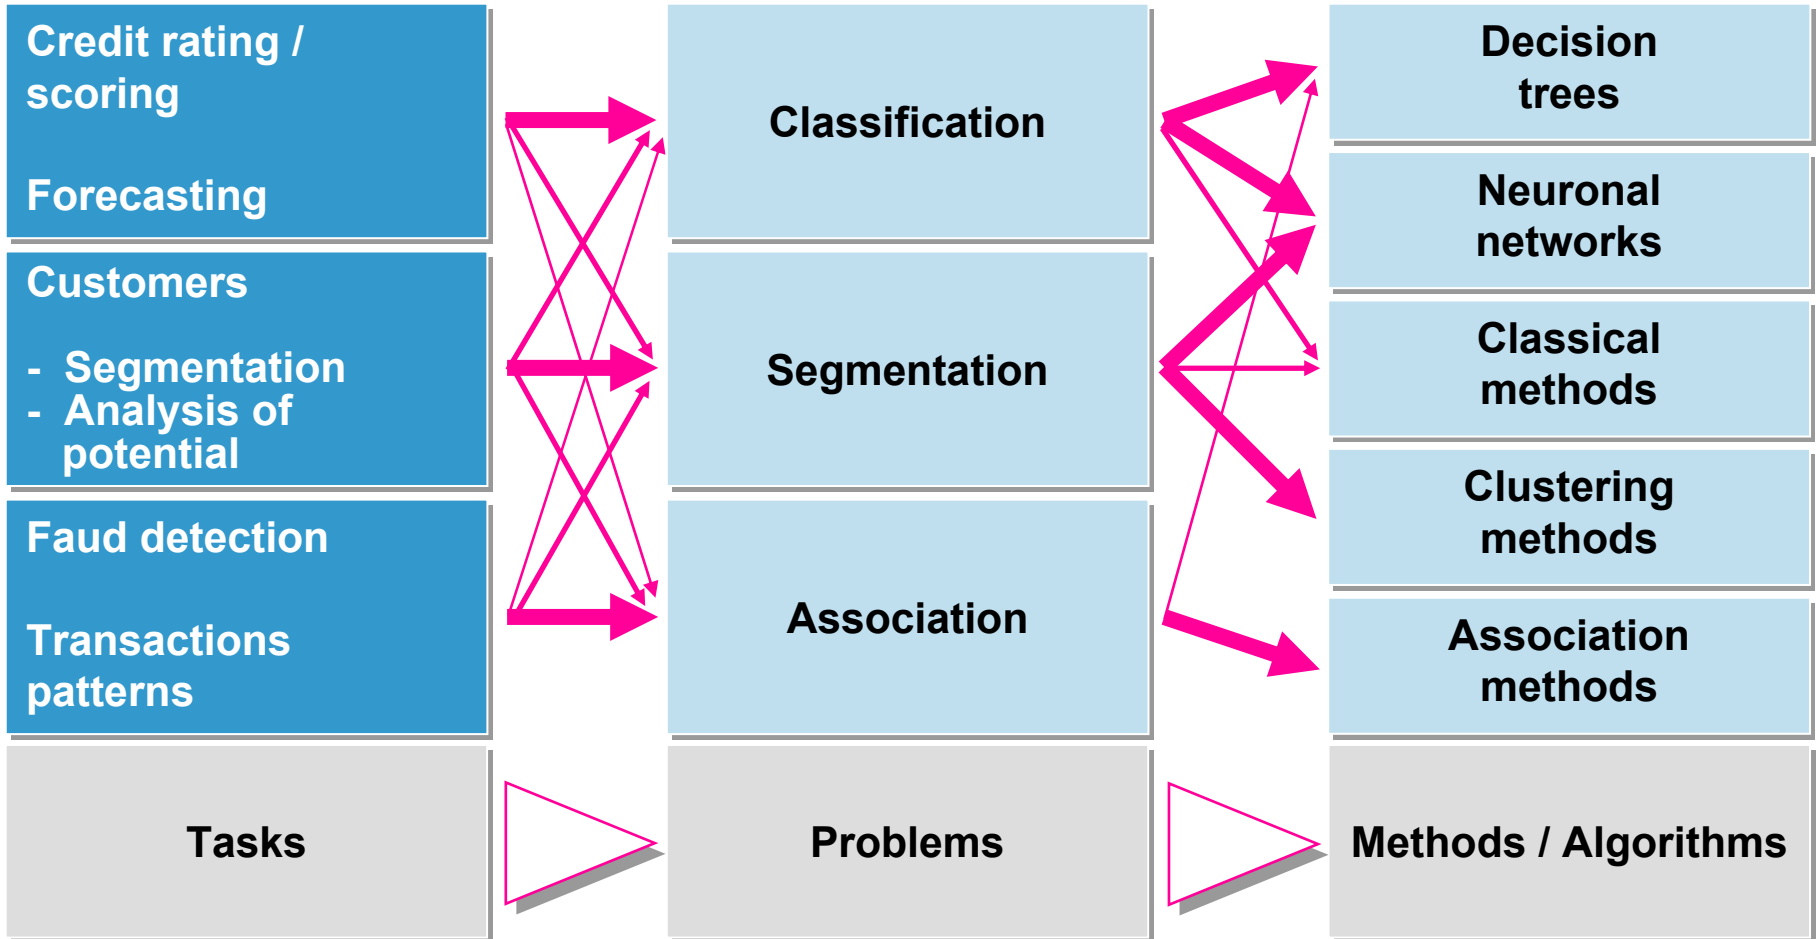 Credit rating /
scoring
Forecasting
Customers
- Segmentation
- Analysis of
potential
Faud detection
Transactions
patterns
Tasks
Classification
Segmentation
Association
Problems
Decision
trees
Neuronal
networks
Classical
methods
Clustering
methods
Association
methods
Methods / Algorithms